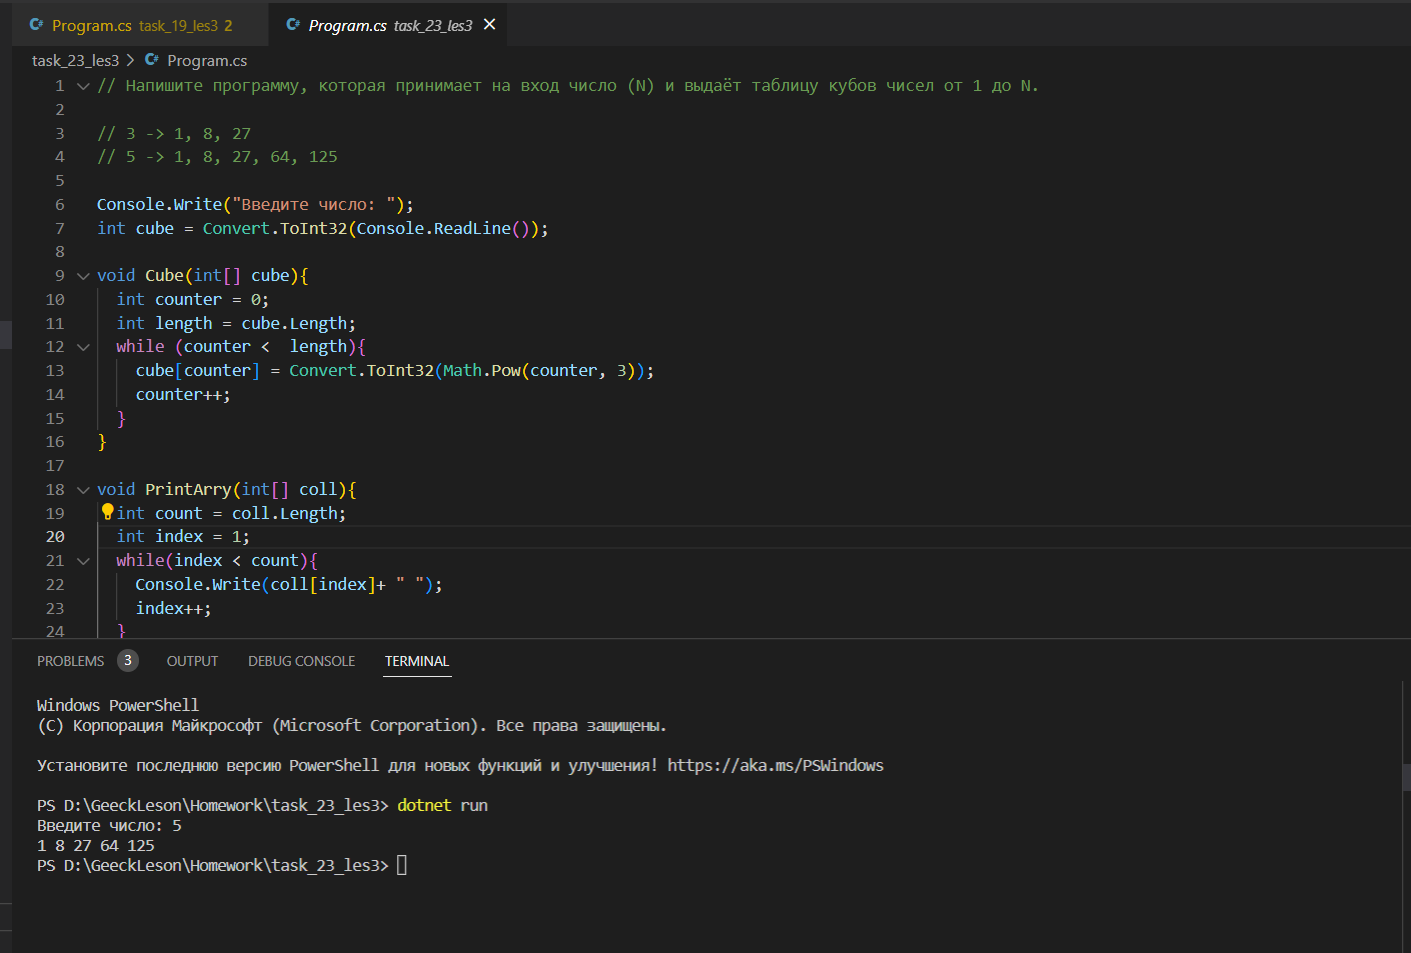 C# Program.cs task_19_les3 2
C# Program.cs task_23_les3 ×
task_23_les3 > C# Program.cs
1 // Напишите программу, которая принимает на вход число (N) и выдаёт таблицу кубов чисел от 1 до N.
2
3 // 3 -> 1, 8, 27
4 // 5 -> 1, 8, 27, 64, 125
5
6 Console.Write("Введите число: ");
7 int cube = Convert.ToInt32(Console.ReadLine());
8
9 void Cube(int[] cube){
10 int counter = 0;
11 int length = cube.Length;
12 while (counter <  length){
13 cube[counter] = Convert.ToInt32(Math.Pow(counter, 3));
14 counter++;
15 }
16 }
17
18 void PrintArry(int[] coll){
19 int count = coll.Length;
20 int index = 1;
21 while(index < count){
22 Console.Write(coll[index]+ " ");
23 index++;
24 }
PROBLEMS 3 OUTPUT DEBUG CONSOLE TERMINAL
Windows PowerShell
(C) Корпорация Майкрософт (Microsoft Corporation). Все права защищены.
Установите последнюю версию PowerShell для новых функций и улучшения! https://aka.ms/PSWindows
PS D:\GeeckLeson\Homework\task_23_les3> dotnet run
Введите число: 5
1 8 27 64 125
PS D:\GeeckLeson\Homework\task_23_les3>